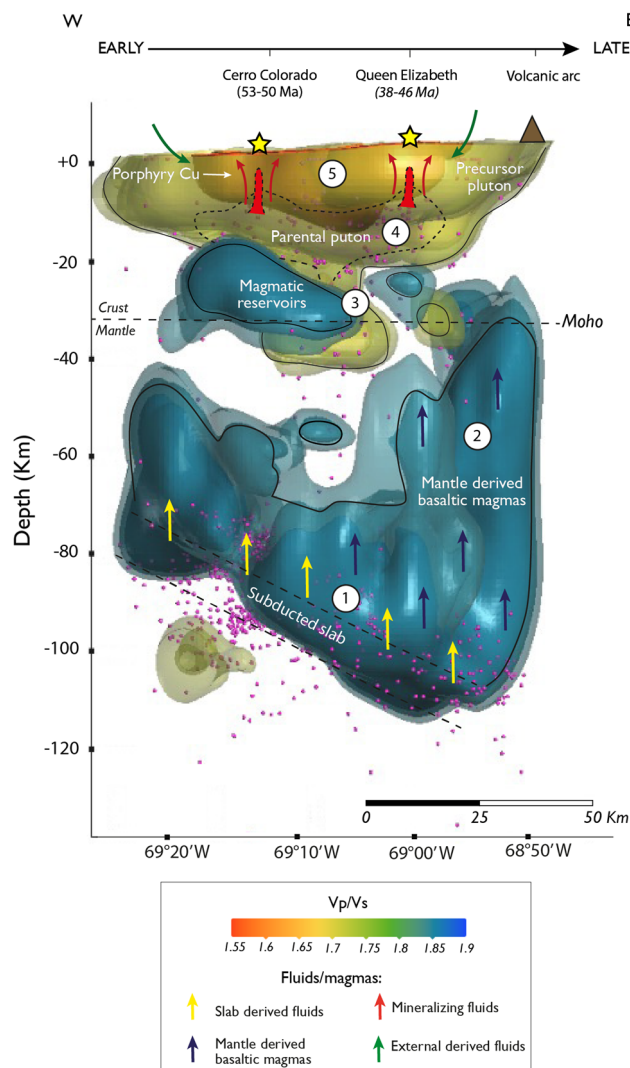 W
E
EARLY
LATE
Cerro Colorado
(53-50 Ma)
Queen Elizabeth
(38-46 Ma)
Volcanic arc
+0
-20
-40
-60
-80
-100
-120
Depth (Km)
5
Porphyry Cu
Precursor
pluton
4
Parental puton
Magmatic
reservoirs
3
Crust
Mantle
Moho
2
Mantle derived
basaltic magmas
1
Subducted slab
0
25
50 Km
69°20'W
69°10'W
69°00'W
68°50'W
Vp/Vs
1.55
1.6
1.65
1.7
1.75
1.8
1.85
1.9
Fluids/magmas:
Slab derived fluids
Mineralizing fluids
Mantle derived
basaltic magmas
External derived fluids